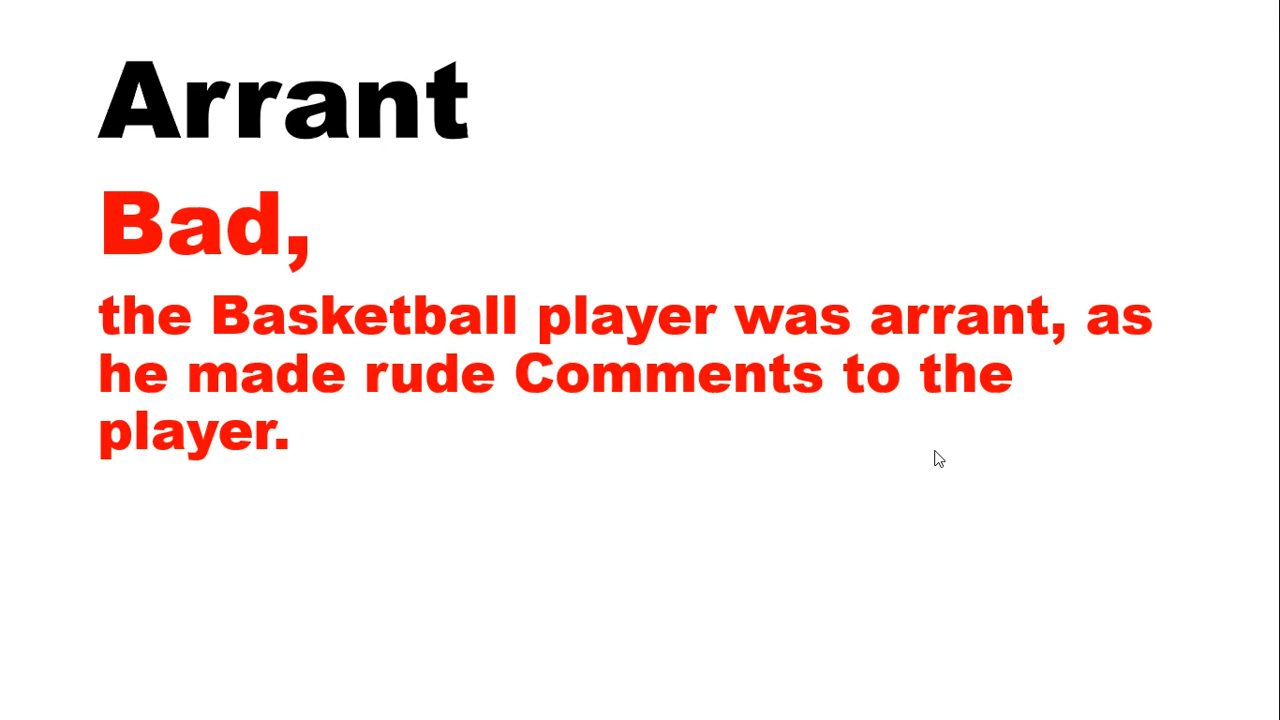 Arrant
Bad,
the Basketball player was arrant, as
he made rude Comments to the
player.